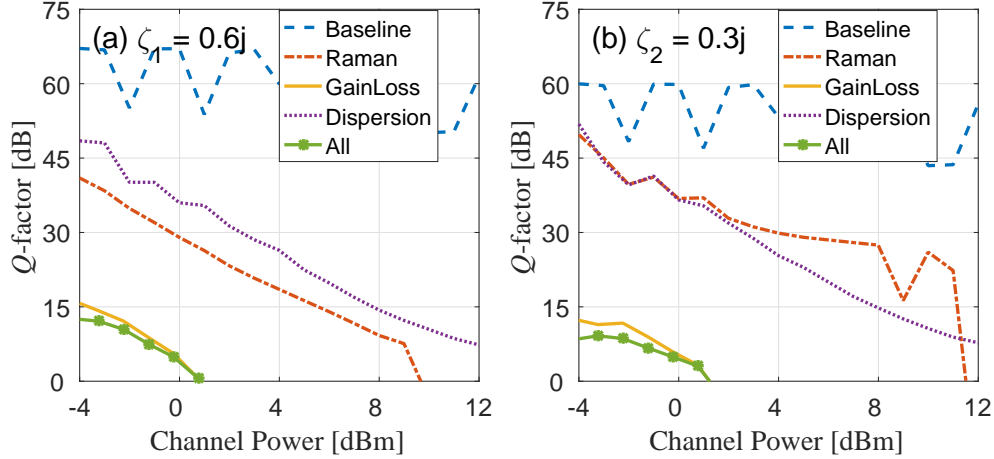 (a) ζ₁ = 0.6j
Baseline
Raman
GainLoss
Dispersion
All
75
60
45
30
15
0
-4
0
4
8
12
Q-factor [dB]
Channel Power [dBm]
(b) ζ₂ = 0.3j
Baseline
Raman
GainLoss
Dispersion
All
75
60
45
30
15
0
-4
0
4
8
12
Q-factor [dB]
Channel Power [dBm]